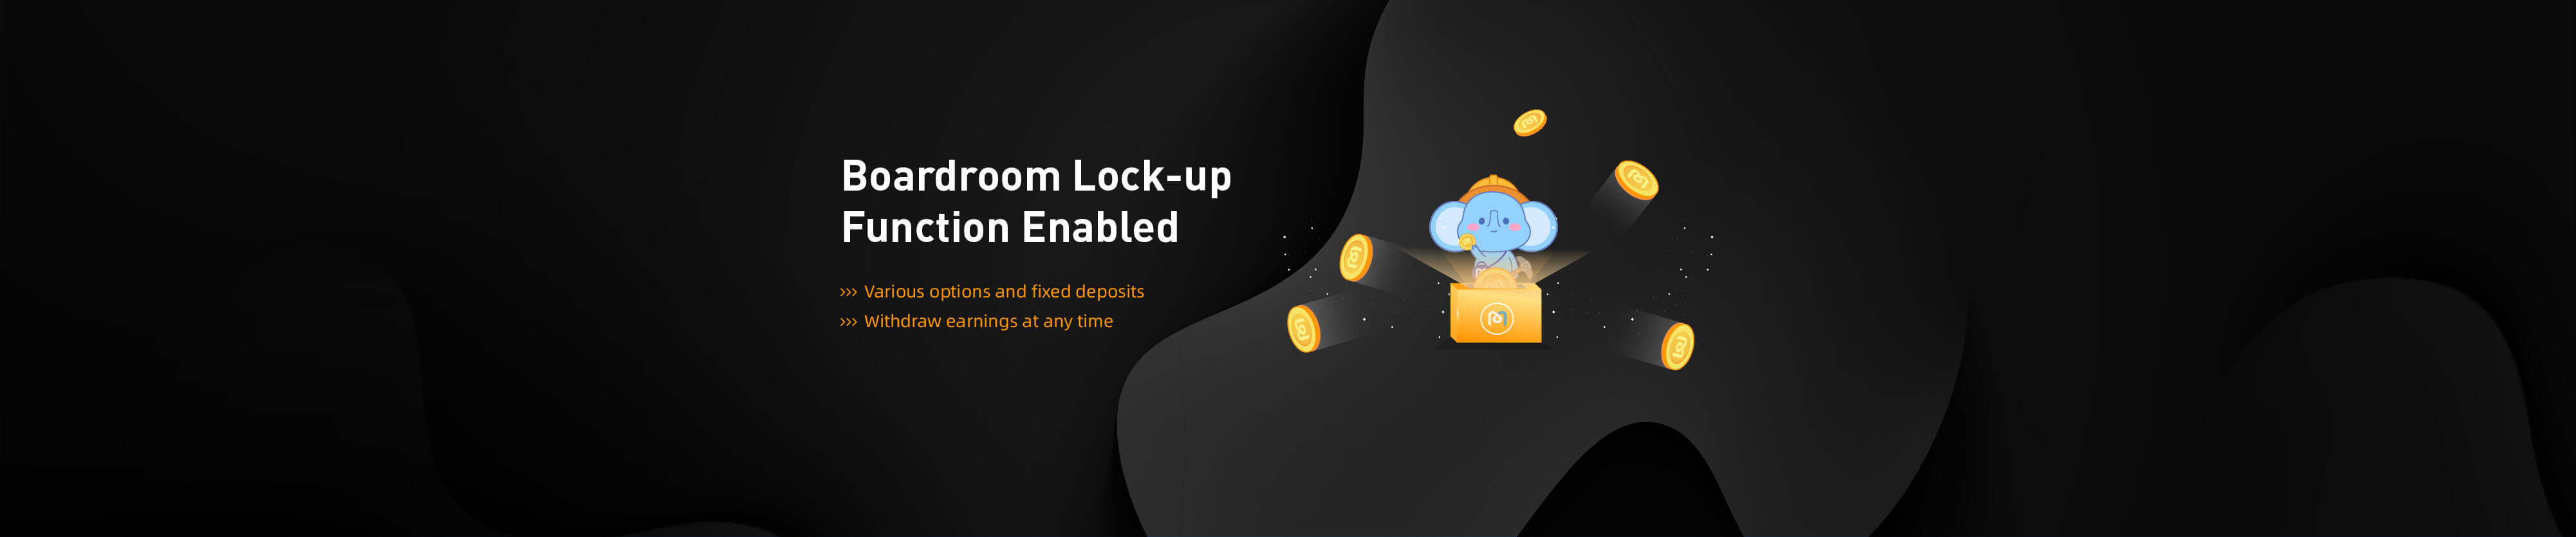 Boardroom Lock-up
Function Enabled
>>> Various options and fixed deposits
>>> Withdraw earnings at any time